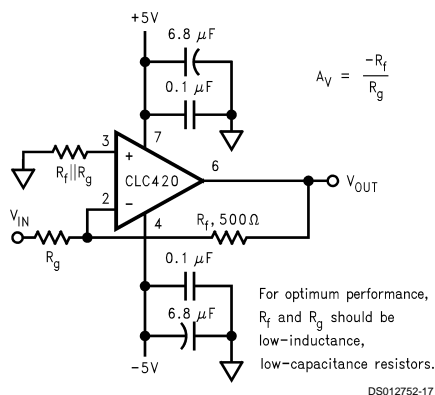 +5V
6.8 μF
0.1 μF
A_V = -R_f / R_g
3
7
+
R_f||R_g
CLC420
6
V_OUT
2
−
V_IN
4
R_f, 500Ω
R_g
0.1 μF
6.8 μF
-5V
For optimum performance,
R_f and R_g should be
low-inductance,
low-capacitance resistors.
DS012752-17